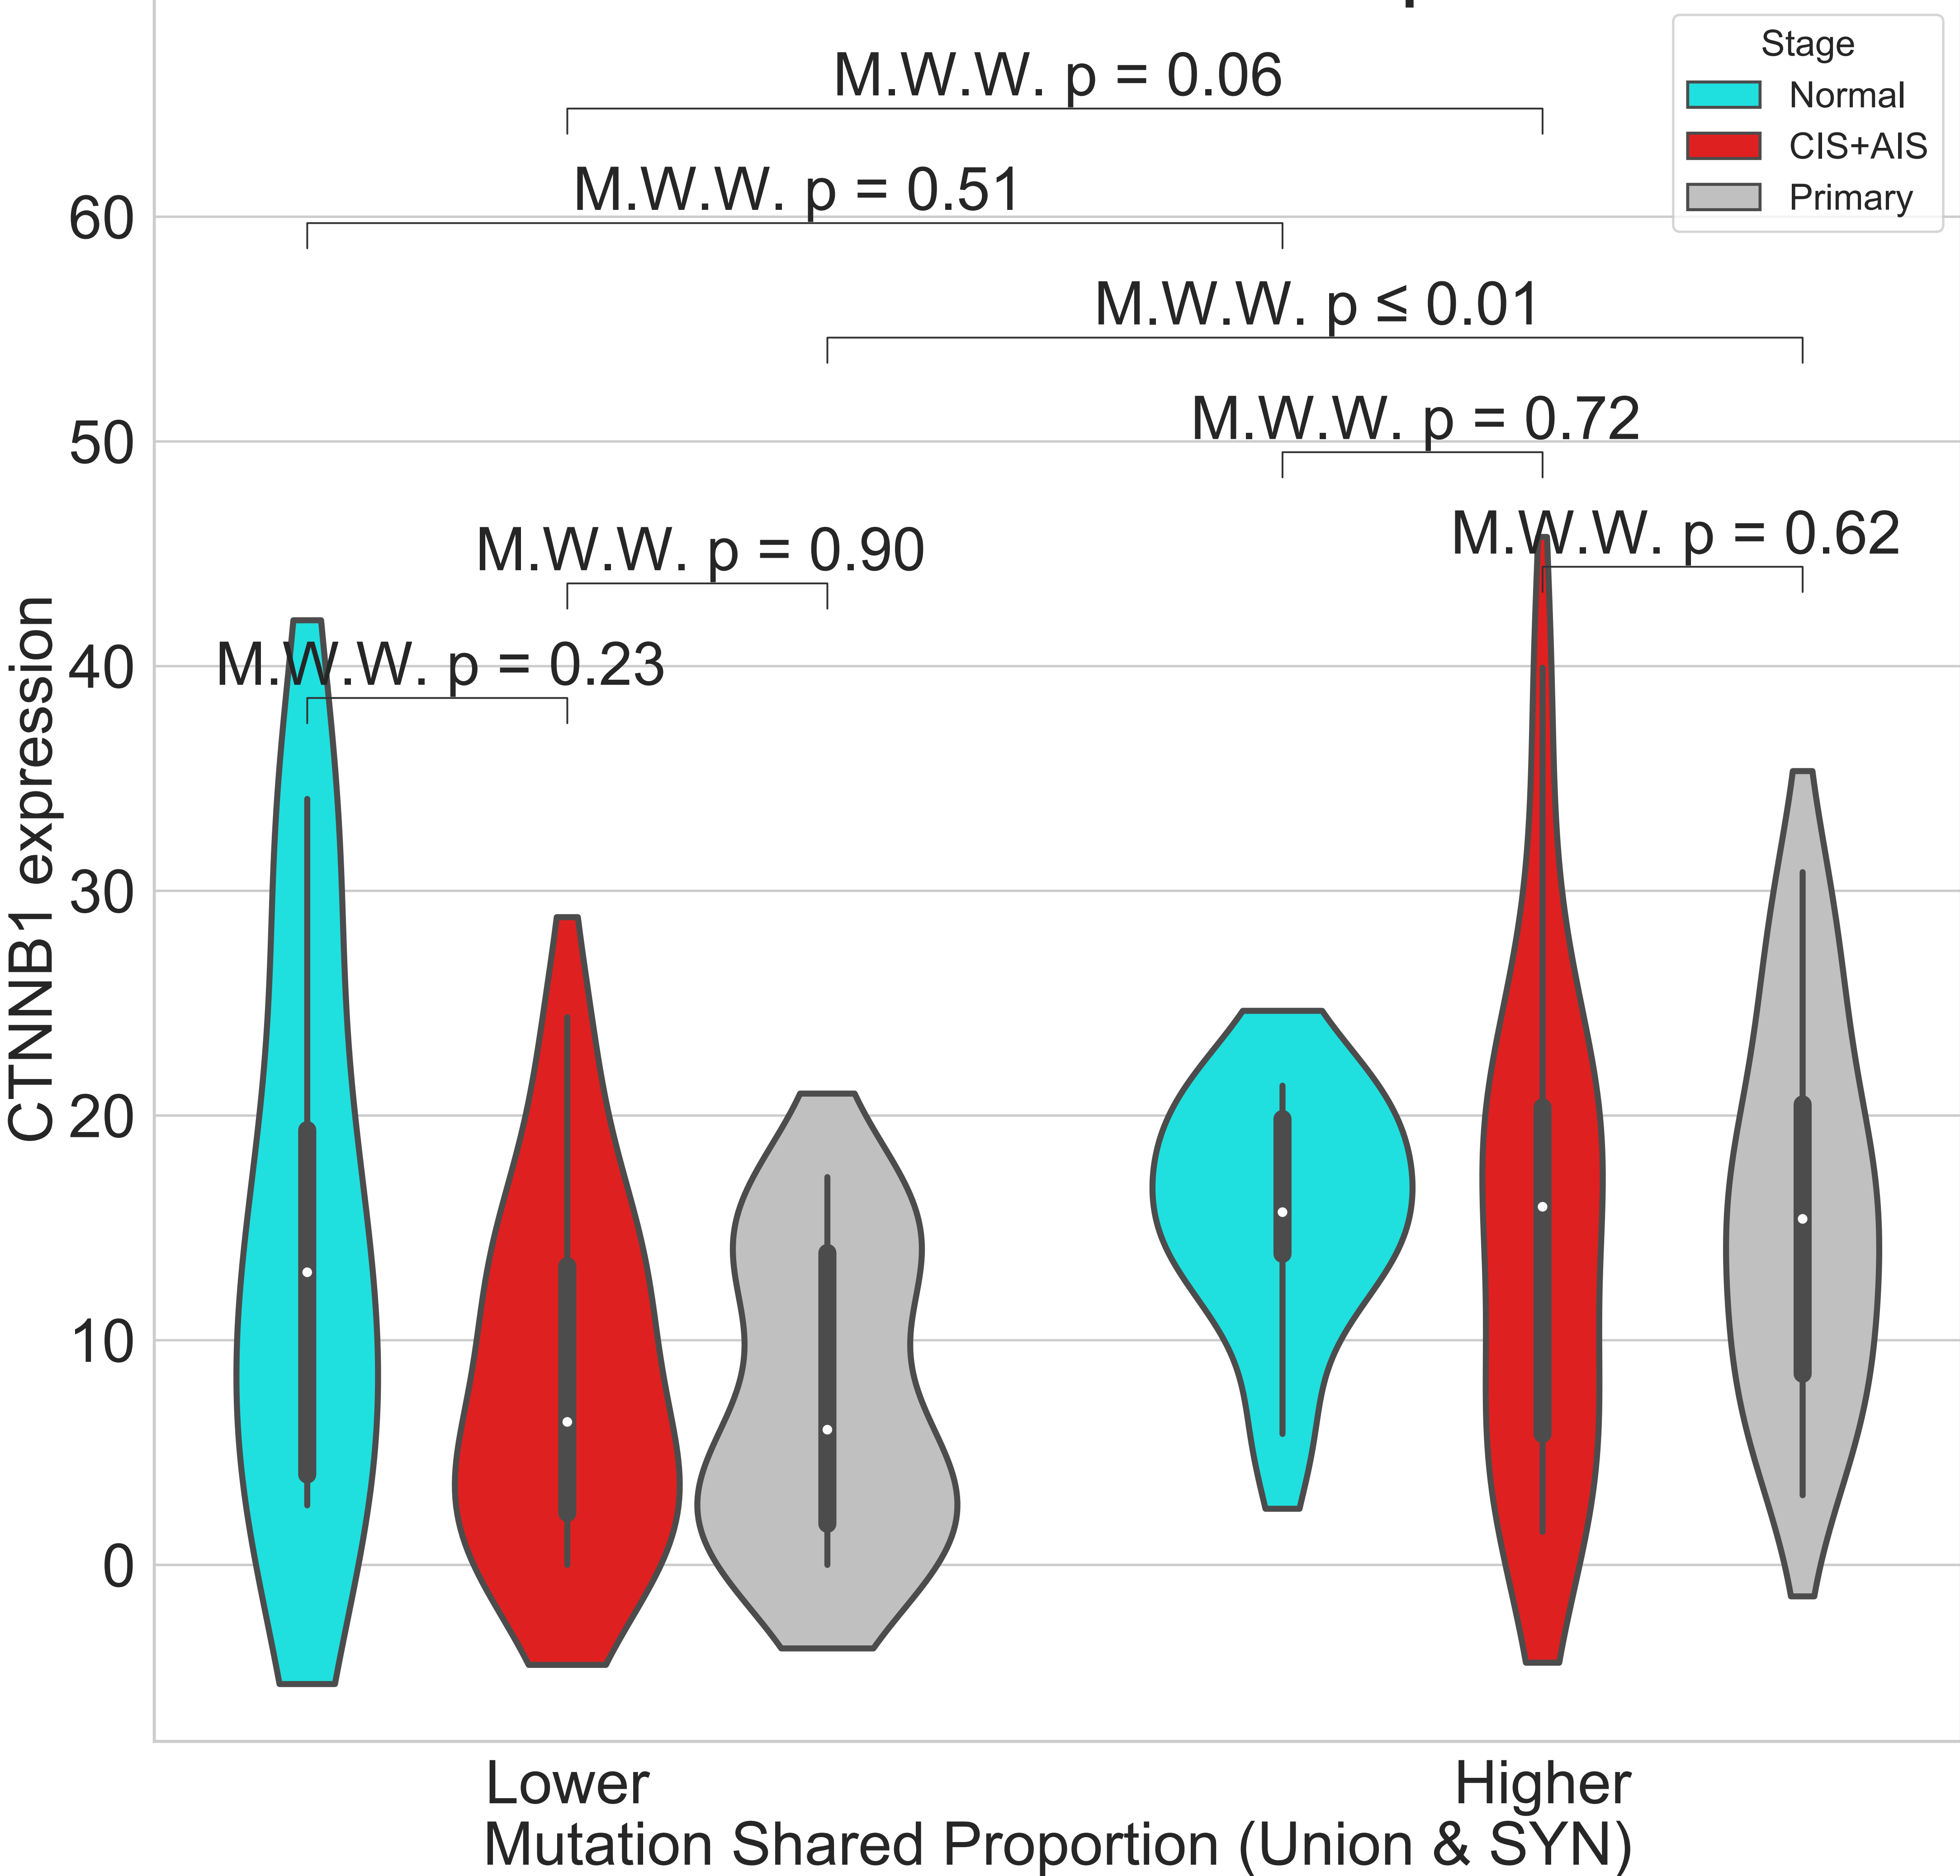 Stage
Normal
CIS+AIS
Primary
M.W.W. p = 0.06
M.W.W. p = 0.51
M.W.W. p ≤ 0.01
M.W.W. p = 0.72
M.W.W. p = 0.62
M.W.W. p = 0.90
M.W.W. p = 0.23
60
50
40
30
20
10
0
CTNNB1 expression
Lower
Higher
Mutation Shared Proportion (Union & SYN)